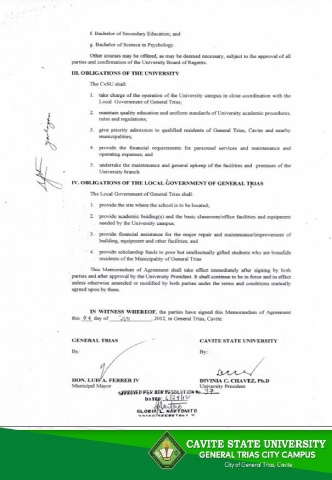 f. Bachelor of Secondary Education; and
g. Bachelor of Science in Psychology
Other courses may be offered, as may be deemed necessary, subject to the approval of all
parties and confirmation of the University Board of Regents.
III. OBLIGATIONS OF THE UNIVERSITY
The CvSU shall:
1. take charge of the operation of the University campus in close coordination with the
Local Government of General Trias;
2. maintain quality education and uniform standards of University academic procedures,
rules and regulations;
3. give priority admission to qualified residents of General Trias, Cavite and nearby
municipalities;
4. provide the financial requirements for personnel services and maintenance and
operating expenses; and
5. undertake the maintenance and general upkeep of the facilities and premises of the
University branch.
IV. OBLIGATIONS OF THE LOCAL GOVERNMENT OF GENERAL TRIAS
The Local Government of General Trias shall:
1. provide the site where the school is to be located;
2. provide academic building(s) and the basic classroom/office facilities and equipment
needed by the University campus;
3. provide financial assistance for the major repair and maintenance/improvement of
building, equipment and other facilities, and
4. provide scholarship funds to poor but intellectually gifted students who are bonafide
residents of the Municipality of General Trias
This Memorandum of Agreement shall take effect immediately after signing by both
parties and after approval by the University President. It shall continue to be in force and its effect
unless otherwise amended or modified by both parties under the terms and conditions mutually
agreed upon by them.
IN WITNESS WHEREOF, the parties have signed this Memorandum of Agreement
this day of 2012, in General Trias, Cavite.
GENERAL TRIAS CAVITE STATE UNIVERSITY
By: By:
HON. LUIS A. FERRER IV DIVINIA C. CHAVEZ, Ph.D
Municipal Mayor University President
APPROVED PER BOR RESOLUTION No.
DATED:
CAVITE STATE UNIVERSITY
GENERAL TRIAS CITY CAMPUS
City of General Trias, Cavite